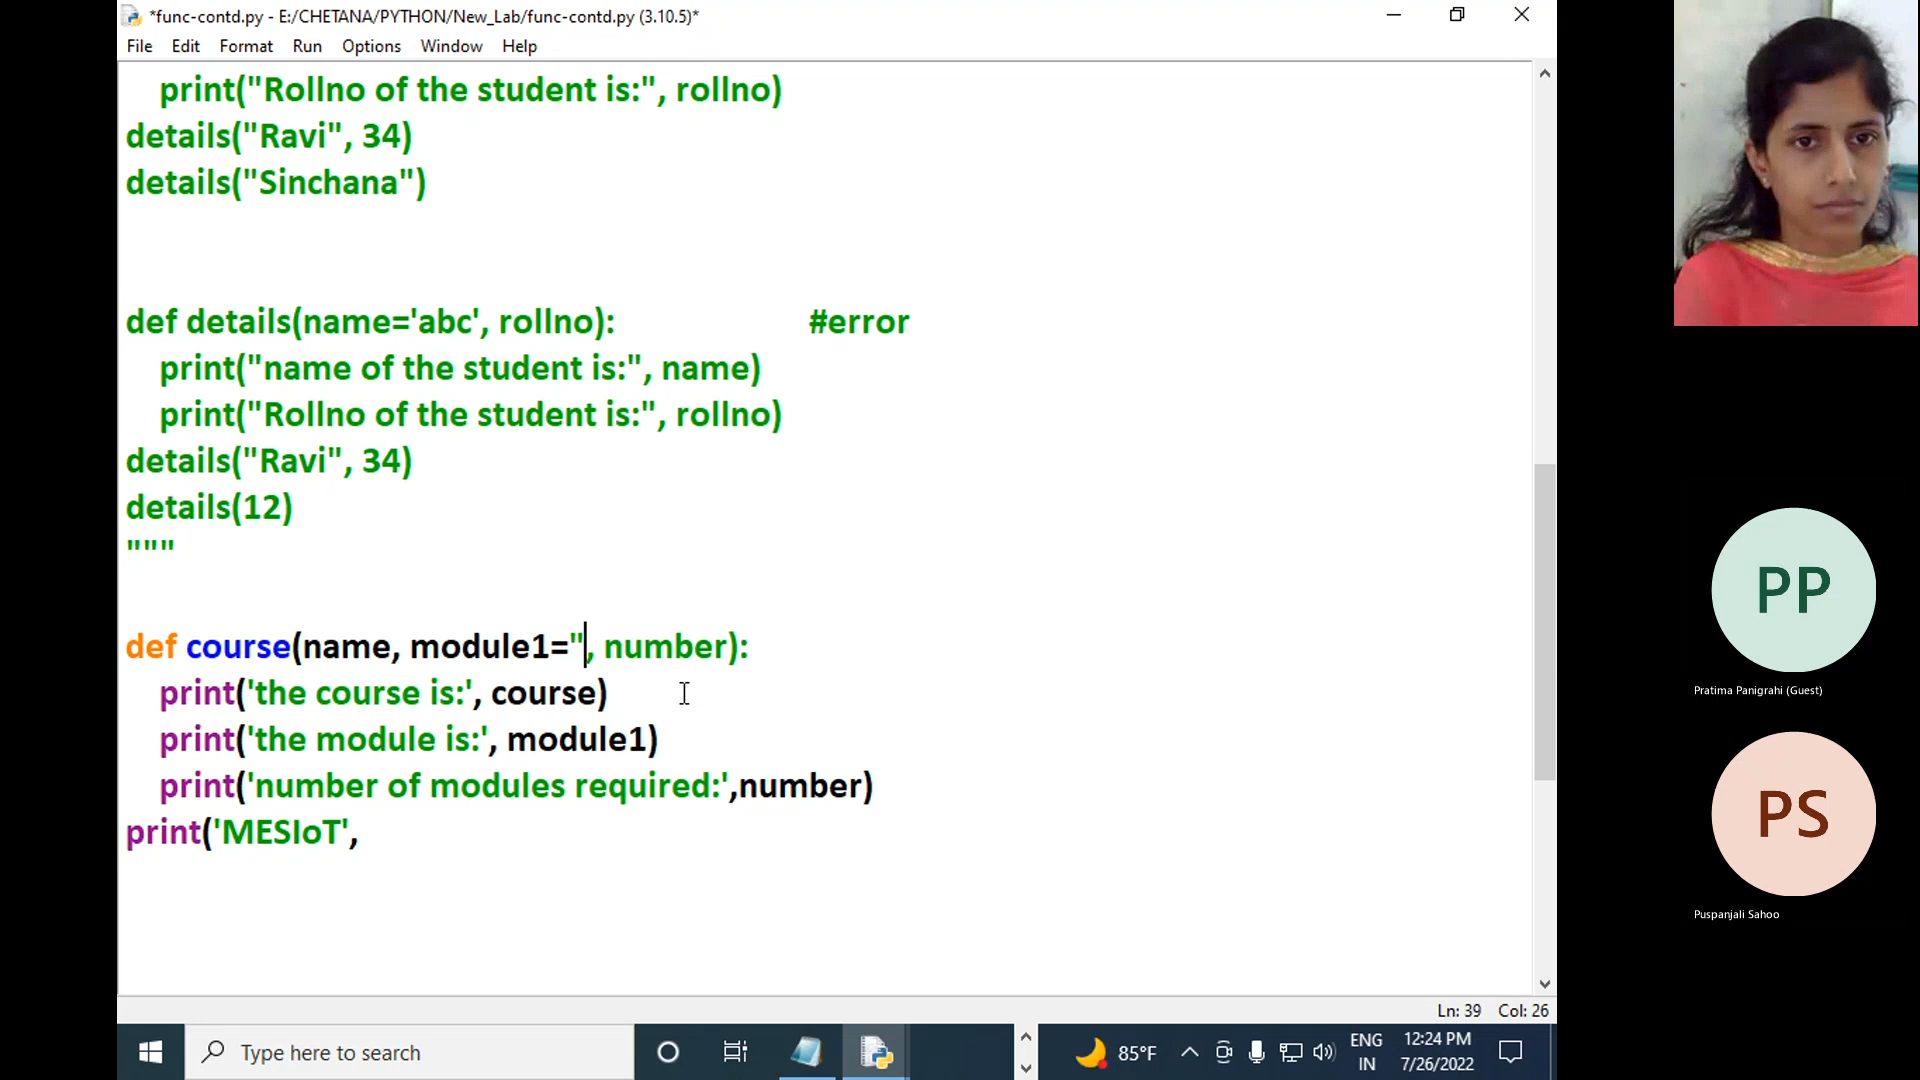 *func-contd.py - E:/CHETANA/PYTHON/New_Lab/func-contd.py (3.10.5)*
File Edit Format Run Options Window Help
print("Rollno of the student is:", rollno)
details("Ravi", 34)
details("Sinchana")
def details(name='abc', rollno): #error
print("name of the student is:", name)
print("Rollno of the student is:", rollno)
details("Ravi", 34)
details(12)
"""
def course(name, module1=", number):
print('the course is:', course)
print('the module is:', module1)
print('number of modules required:',number)
print('MESIoT',
Ln: 39 Col: 26
Type here to search
85°F
ENG
IN
12:24 PM
7/26/2022
PP
Pratima Panigrahi (Guest)
PS
Puspanjali Sahoo